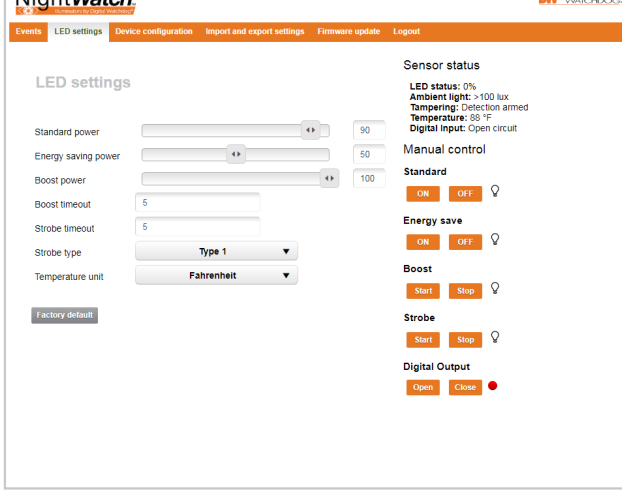 NightWatch
Illuminators by Digital Watchdog
Events LED settings Device configuration Import and export settings Firmware update Logout
LED settings
Standard power 90
Energy saving power 50
Boost power 100
Boost timeout 5
Strobe timeout 5
Strobe type Type 1
Temperature unit Fahrenheit
Factory default
Sensor status
LED status: 0%
Ambient light: >100 lux
Tampering: Detection armed
Temperature: 88 °F
Digital Input: Open circuit
Manual control
Standard
ON OFF
Energy save
ON OFF
Boost
Start Stop
Strobe
Start Stop
Digital Output
Open Close